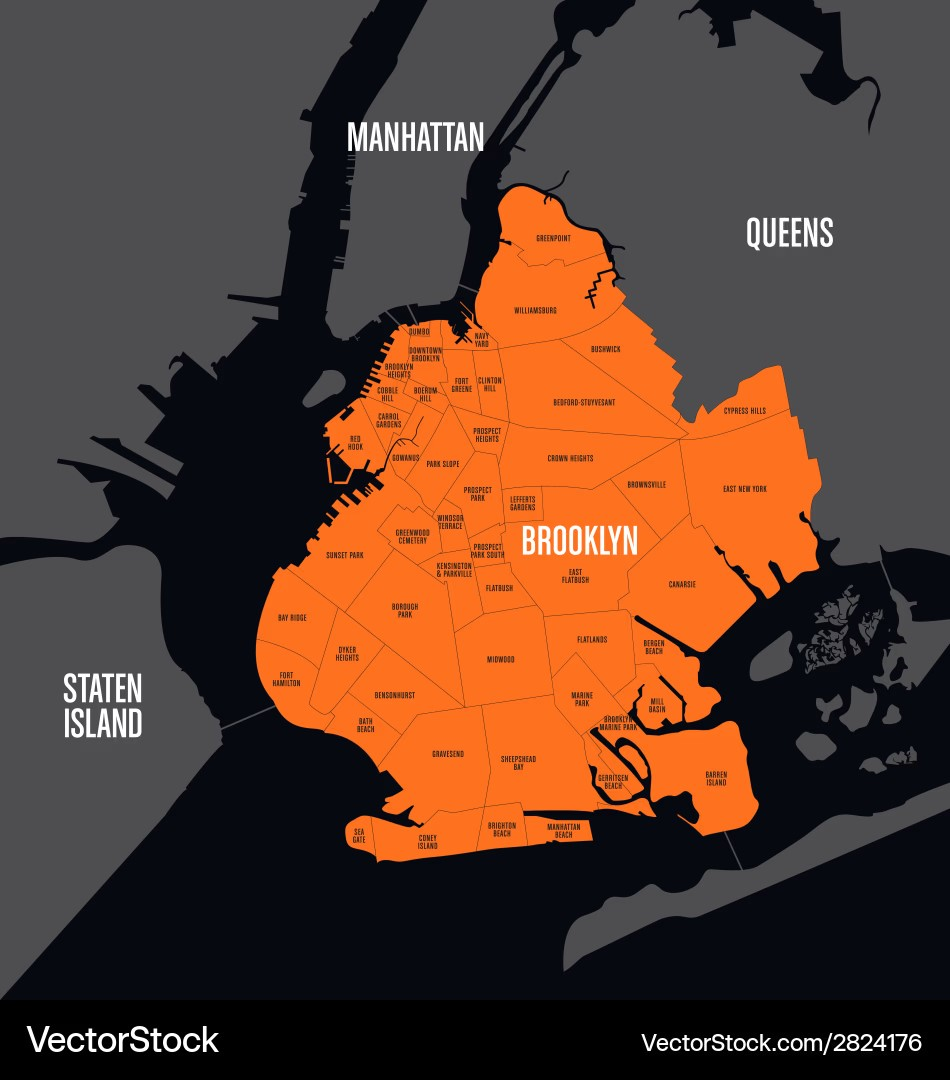 MANHATTAN
QUEENS
GREENPOINT
WILLIAMSBURG
DUMBO
NAVY
YARD
DOWNTOWN
BROOKLYN
BUSHWICK
BROOKLYN
HEIGHTS
FORT
GREENE
CLINTON
HILL
COBBLE
HILL
BOERUM
HILL
BEDFORD-STUYVESANT
CYPRESS HILLS
CARROL
GARDENS
RED
HOOK
PROSPECT
HEIGHTS
GOWANUS
PARK SLOPE
CROWN HEIGHTS
BROWNSVILLE
EAST NEW YORK
PROSPECT
PARK
LEFFERTS
GARDENS
WINDSOR
TERRACE
GREENWOOD
CEMETERY
BROOKLYN
SUNSET PARK
PROSPECT
PARK SOUTH
KENSINGTON
& PARKVILLE
EAST
FLATBUSH
FLATBUSH
CANARSIE
BOROUGH
PARK
BAY RIDGE
FLATLANDS
BERGEN
BEACH
DYKER
HEIGHTS
MIDWOOD
FORT
HAMILTON
STATEN
ISLAND
BENSONHURST
MARINE
PARK
MILL
BASIN
BATH
BEACH
BROOKLYN
MARINE PARK
GRAVESEND
SHEEPSHEAD
BAY
GERRITSEN
BEACH
BARREN
ISLAND
SEA
GATE
CONEY
ISLAND
BRIGHTON
BEACH
MANHATTAN
BEACH
VectorStock
VectorStock.com/2824176